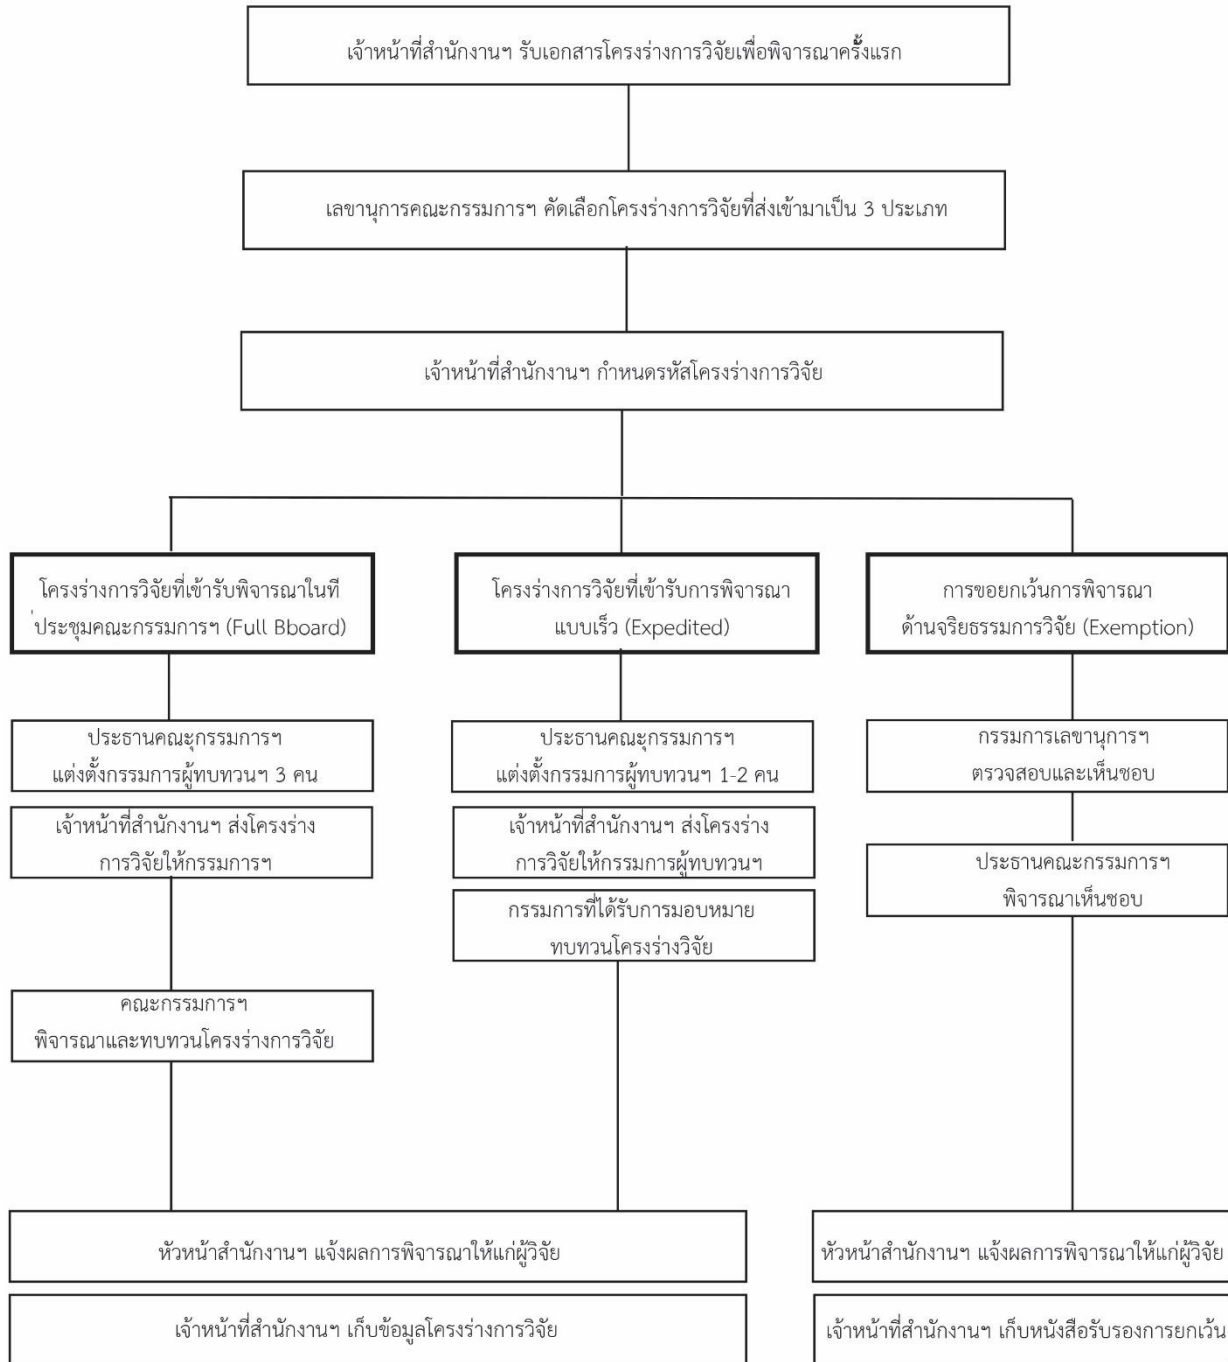 เจ้าหน้าที่สำนักงานฯ รับเอกสารโครงร่างการวิจัยเพื่อพิจารณาครั้งแรก
เลขานุการคณะกรรมการฯ คัดเลือกโครงร่างการวิจัยที่ส่งเข้ามาเป็น 3 ประเภท
เจ้าหน้าที่สำนักงานฯ กำหนดรหัสโครงร่างการวิจัย
โครงร่างการวิจัยที่เข้ารับพิจารณาในที
่ประชุมคณะกรรมการฯ (Full Bboard)
ประธานคณะุกรรมการฯ
แต่งตั้งกรรมการผู้ทบทวนฯ 3 คน
เจ้าหน้าที่สำนักงานฯ ส่งโครงร่าง
การวิจัยให้กรรมการฯ
คณะกรรมการฯ
พิจารณาและทบทวนโครงร่างการวิจัย
โครงร่างการวิจัยที่เข้ารับการพิจารณา
แบบเร็ว (Expedited)
ประธานคณะุกรรมการฯ
แต่งตั้งกรรมการผู้ทบทวนฯ 1-2 คน
เจ้าหน้าที่สำนักงานฯ ส่งโครงร่าง
การวิจัยให้กรรมการผู้ทบทวนฯ
กรรมการที่ได้รับการมอบหมาย
ทบทวนโครงร่างวิจัย
การขอยกเว้นการพิจารณา
ด้านจริยธรรมการวิจัย (Exemption)
กรรมการเลขานุการฯ
ตรวจสอบและเห็นชอบ
ประธานคณะกรรมการฯ
พิจารณาเห็นชอบ
หัวหน้าสำนักงานฯ แจ้งผลการพิจารณาให้แก่ผู้วิจัย
เจ้าหน้าที่สำนักงานฯ เก็บข้อมูลโครงร่างการวิจัย
หัวหน้าสำนักงานฯ แจ้งผลการพิจารณาให้แก่ผู้วิจัย
เจ้าหน้าที่สำนักงานฯ เก็บหนังสือรับรองการยกเว้น